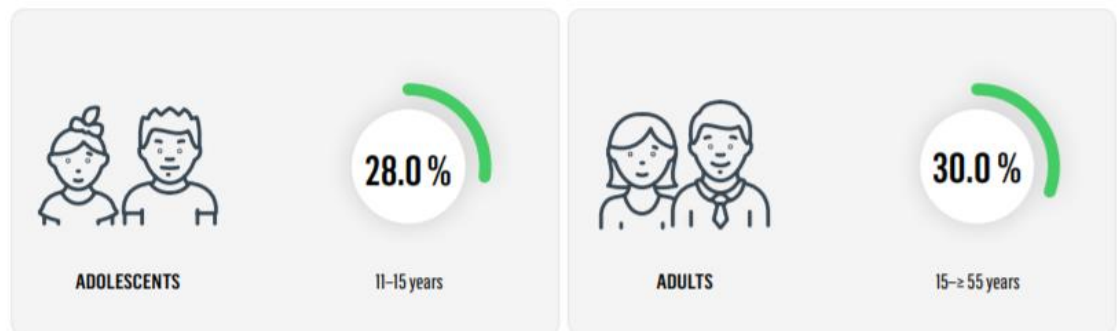 28.0 %
ADOLESCENTS
11–15 years
30.0 %
ADULTS
15–≥ 55 years